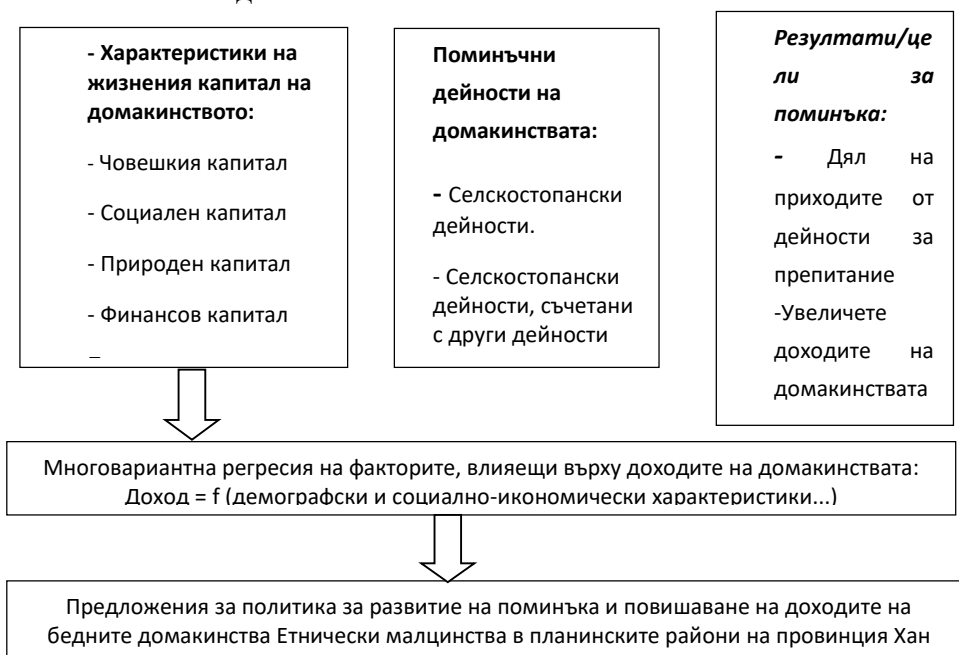 - Характеристики на
жизнения капитал на
домакинството:
- Човешкия капитал
- Социален капитал
- Природен капитал
- Финансов капитал
Поминъчни
дейности на
домакинствата:
- Селскостопански
дейности.
- Селскостопански
дейности, съчетани
с други дейности
Резултати/це
ли за
поминъка:
- Дял на
приходите от
дейности за
препитание
-Увеличете
доходите на
домакинствата
Многовариантна регресия на факторите, влияещи върху доходите на домакинствата:
Доход = f (демографски и социално-икономически характеристики...)
Предложения за политика за развитие на поминъка и повишаване на доходите на
бедните домакинства Етнически малцинства в планинските райони на провинция Хан